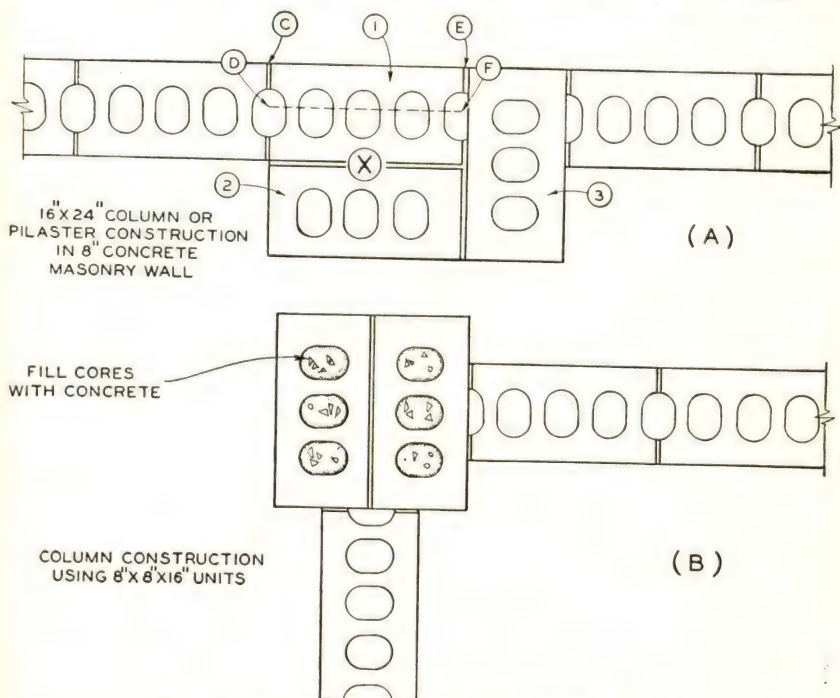 C
1
E
D
F
X
2
3
16"X24" COLUMN OR
PILASTER CONSTRUCTION
IN 8" CONCRETE
MASONRY WALL
(A)
FILL CORES
WITH CONCRETE
COLUMN CONSTRUCTION
USING 8"X8"X16" UNITS
(B)